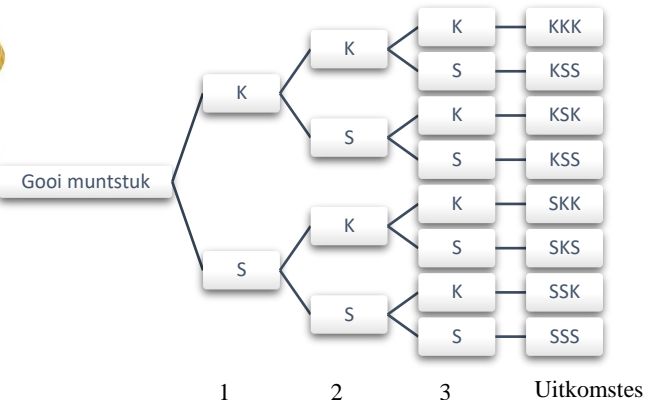 K KKK
K
S KSS
K
K KSK
S
S KSS
Gooi muntstuk
K SKK
K
S SKS
S
K SSK
S
S SSS
1 2 3 Uitkomstes